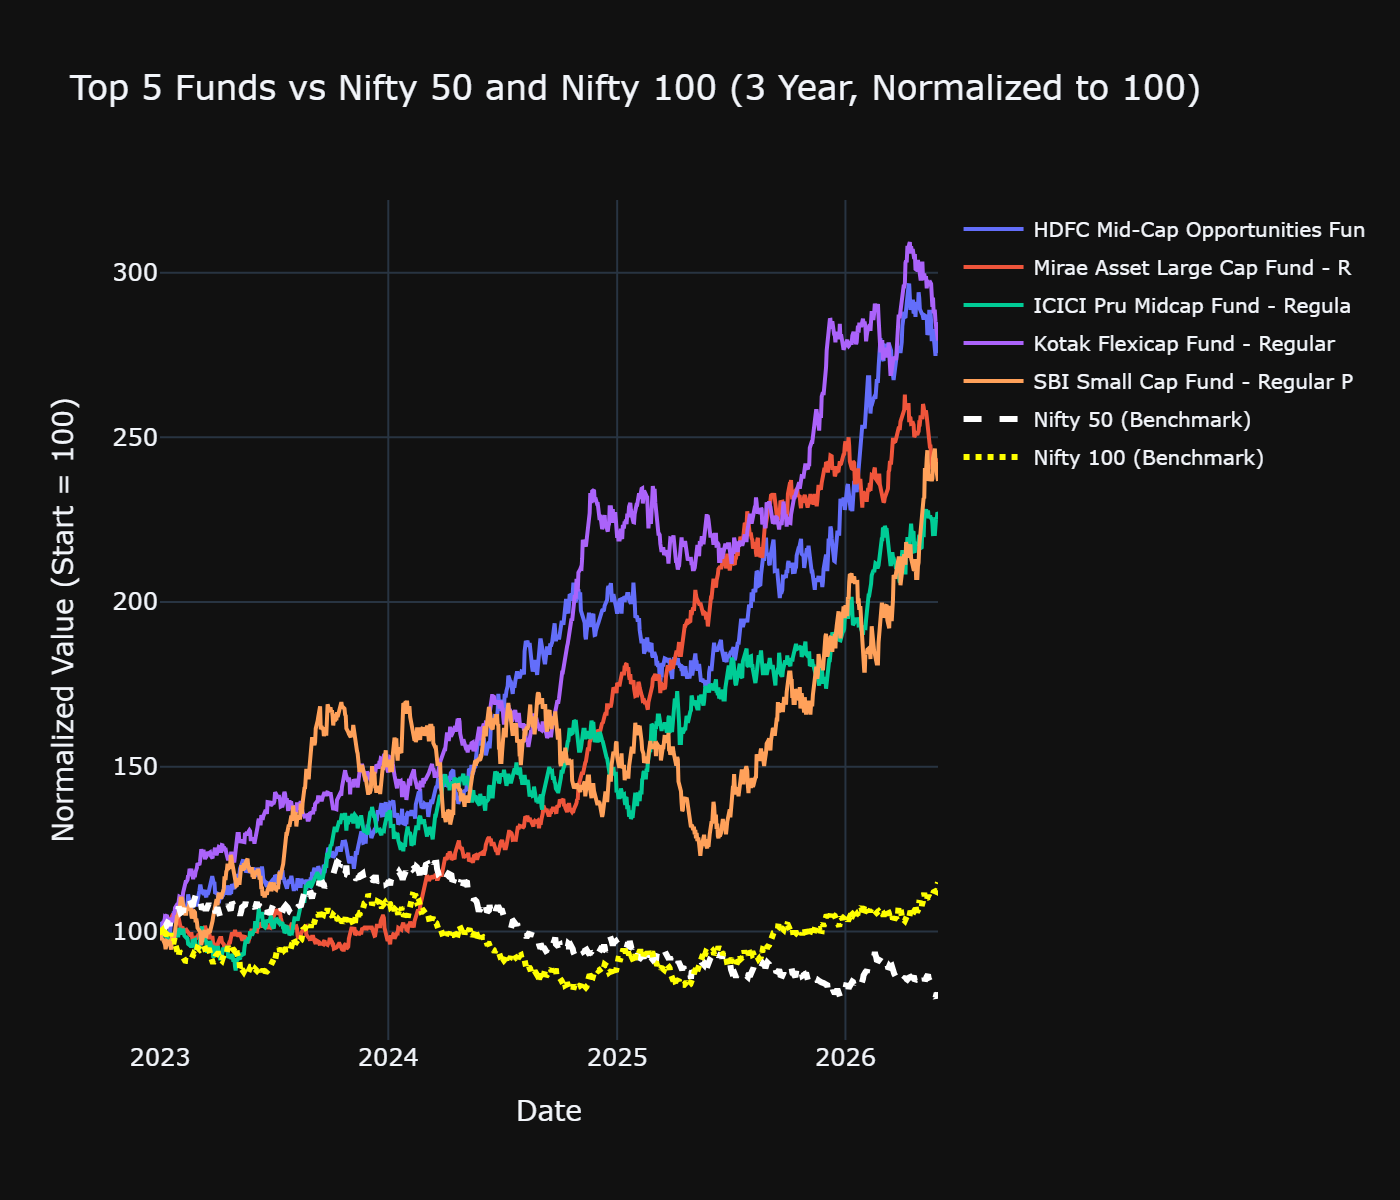 Top 5 Funds vs Nifty 50 and Nifty 100 (3 Year, Normalized to 100)
HDFC Mid-Cap Opportunities Fun
Mirae Asset Large Cap Fund - R
ICICI Pru Midcap Fund - Regula
Kotak Flexicap Fund - Regular
SBI Small Cap Fund - Regular P
Nifty 50 (Benchmark)
Nifty 100 (Benchmark)
Normalized Value (Start = 100)
300
250
200
150
100
2023
2024
2025
2026
Date